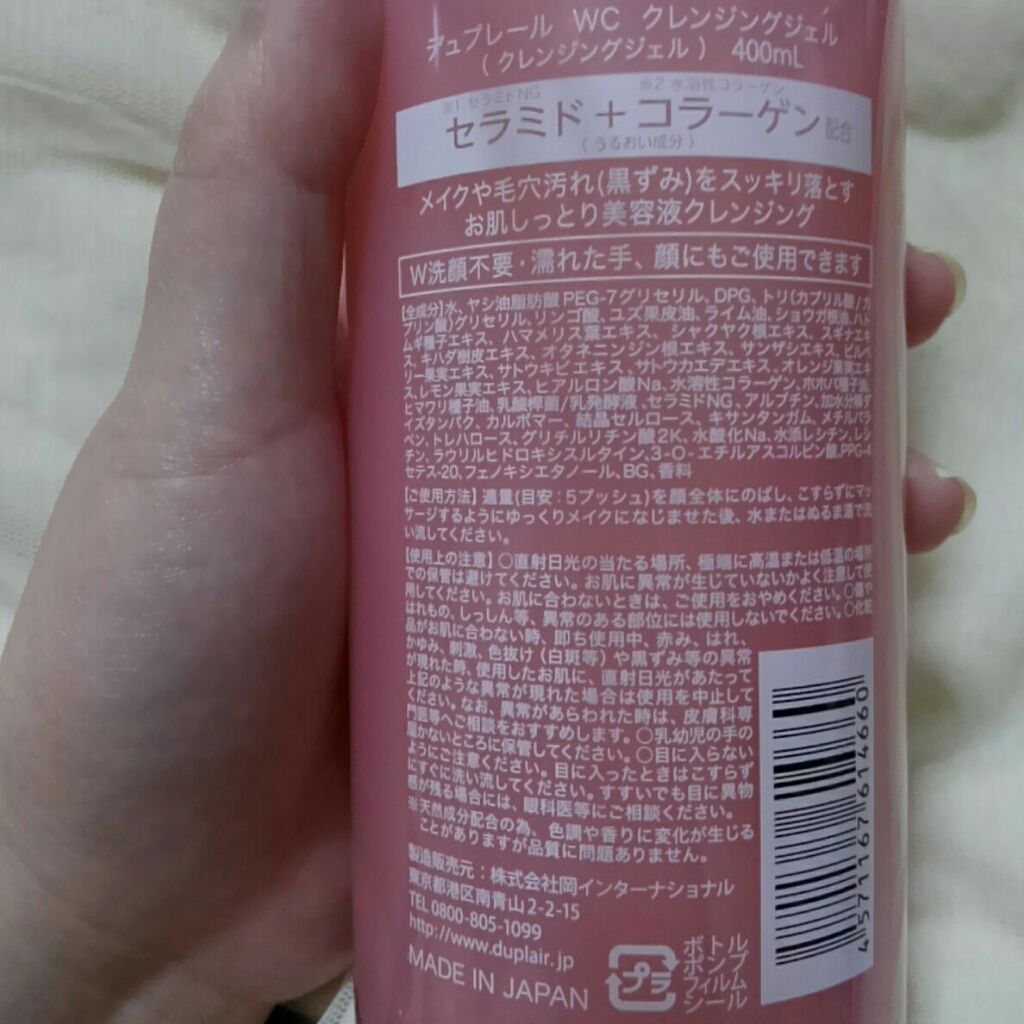 デュプレール WC クレンジングジェル
( クレンジングジェル ) 400mL
※1 セラミドNG ※2 水溶性コラーゲン
セラミド + コラーゲン 配合
( うるおい成分 )
メイクや毛穴汚れ(黒ずみ)をスッキリ落とす
お肌しっとり美容液クレンジング
W洗顔不要・濡れた手、顔にもご使用できます
【全成分】水、ヤシ油脂肪酸PEG-7グリセリル、DPG、トリ(カプリル酸/カ
プリン酸)グリセリル、リンゴ酸、ユズ果皮油、ライム油、ショウガ根油、ハト
ムギ種子エキス、ハマメリス葉エキス、シャクヤク根エキス、スギナエキ
ス、キハダ樹皮エキス、オタネニンジン根エキス、サンザシエキス、ビルベ
リー果実エキス、サトウキビエキス、サトウカエデエキス、オレンジ果実エキ
ス、レモン果実エキス、ヒアルロン酸Na、水溶性コラーゲン、ホホバ種子油、
ヒマワリ種子油、乳酸桿菌/乳発酵液、セラミドNG、アルブチン、加水分解ダ
イズタンパク、カルボマー、結晶セルロース、キサンタンガム、メチルパラ
ベン、トレハロース、グリチルリチン酸2K、水酸化Na、水添レシチン、レシ
チン、ラウリルヒドロキシスルタイン、3-O-エチルアスコルビン酸、PPG-4
セテス-20、フェノキシエタノール、BG、香料
【ご使用方法】適量(目安:5プッシュ)を顔全体にのばし、こすらずにマッ
サージするようにゆっくりメイクになじませた後、水またはぬるま湯で洗
い流してください。
【使用上の注意】○直射日光の当たる場所、極端に高温または低温の場所
での保管は避けてください。お肌に異常が生じていないかよく注意して使
用してください。お肌に合わないときは、ご使用をおやめください。○傷や
はれもの、しっしん等、異常のある部位には使用しないでください。○化粧
品がお肌に合わない時、即ち使用中、赤み、はれ、
かゆみ、刺激、色抜け(白斑等)や黒ずみ等の異常
が現れた時、使用したお肌に、直射日光があたって
上記のような異常が現れた場合は使用を中止して
ください。なお、異常があらわれた時は、皮膚科専
門医等へご相談をおすすめします。○乳幼児の手の
届かないところに保管してください。○目に入らない
ようにご注意ください。目に入ったときはこすらず
にすぐに洗い流してください。すすいでも目に異物
感が残る場合には、眼科医等にご相談ください。
※天然成分配合の為、色調や香りに変化が生じる
ことがありますが品質に問題ありません。
製造販売元:株式会社岡インターナショナル
東京都港区南青山2-2-15
TEL 0800-805-1099
http://www.duplair.jp
MADE IN JAPAN
プラ
ボトル
ポンプ
フィルム
シール
4571167614660